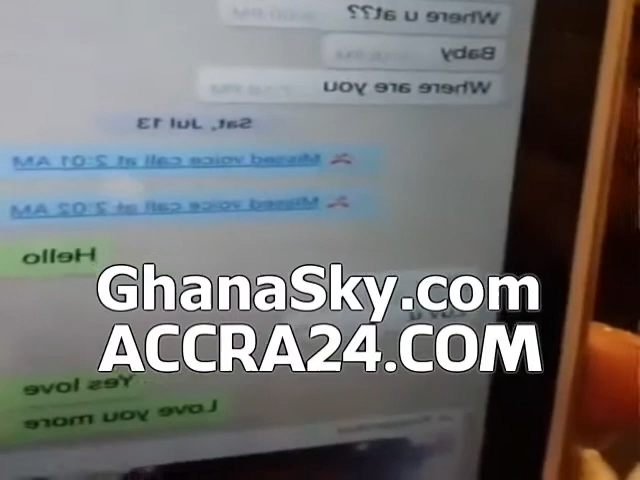 Where u at??
Baby
Where are you
Sat, Jul 13
Missed voice call at 2:01 AM
Missed voice call at 2:02 AM
Hello
GhanaSky.com
ACCRA24.COM
Yes love
Love you more